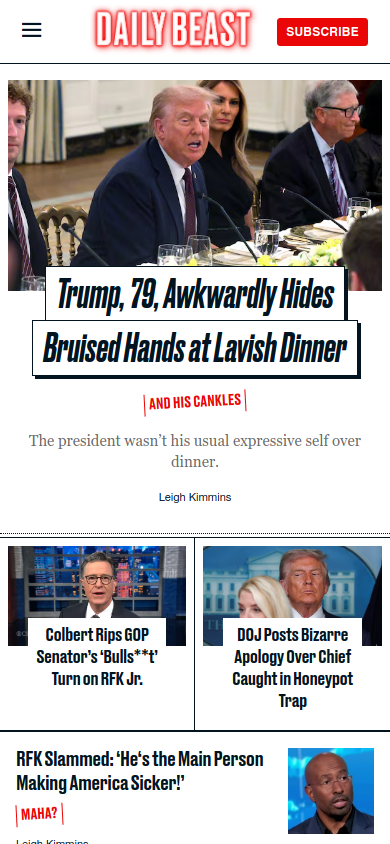 DAILY BEAST
SUBSCRIBE
Trump, 79, Awkwardly Hides
Bruised Hands at Lavish Dinner
AND HIS CANKLES
The president wasn’t his usual expressive self over
dinner.
Leigh Kimmins
Colbert Rips GOP
Senator’s ‘Bulls**t’
Turn on RFK Jr.
DOJ Posts Bizarre
Apology Over Chief
Caught in Honeypot
Trap
RFK Slammed: ‘He‘s the Main Person
Making America Sicker!’
MAHA?
Leigh Kimmins